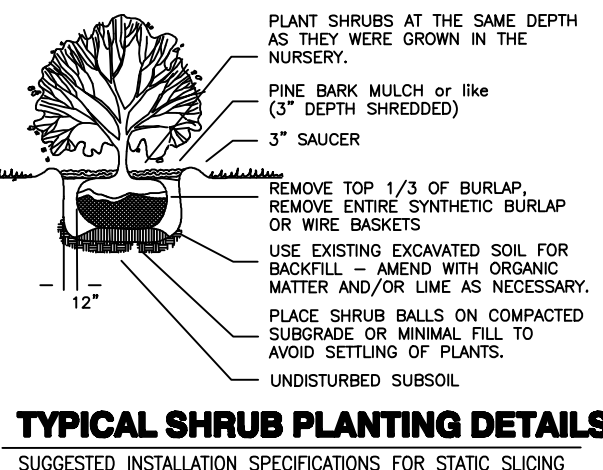 PLANT SHRUBS AT THE SAME DEPTH
AS THEY WERE GROWN IN THE
NURSERY.
PINE BARK MULCH or like
(3" DEPTH SHREDDED)
3" SAUCER
REMOVE TOP 1/3 OF BURLAP,
REMOVE ENTIRE SYNTHETIC BURLAP
OR WIRE BASKETS
USE EXISTING EXCAVATED SOIL FOR
BACKFILL – AMEND WITH ORGANIC
MATTER AND/OR LIME AS NECESSARY.
12"
PLACE SHRUB BALLS ON COMPACTED
SUBGRADE OR MINIMAL FILL TO
AVOID SETTLING OF PLANTS.
UNDISTURBED SUBSOIL
TYPICAL SHRUB PLANTING DETAILS
SUGGESTED INSTALLATION SPECIFICATIONS FOR STATIC SLICING